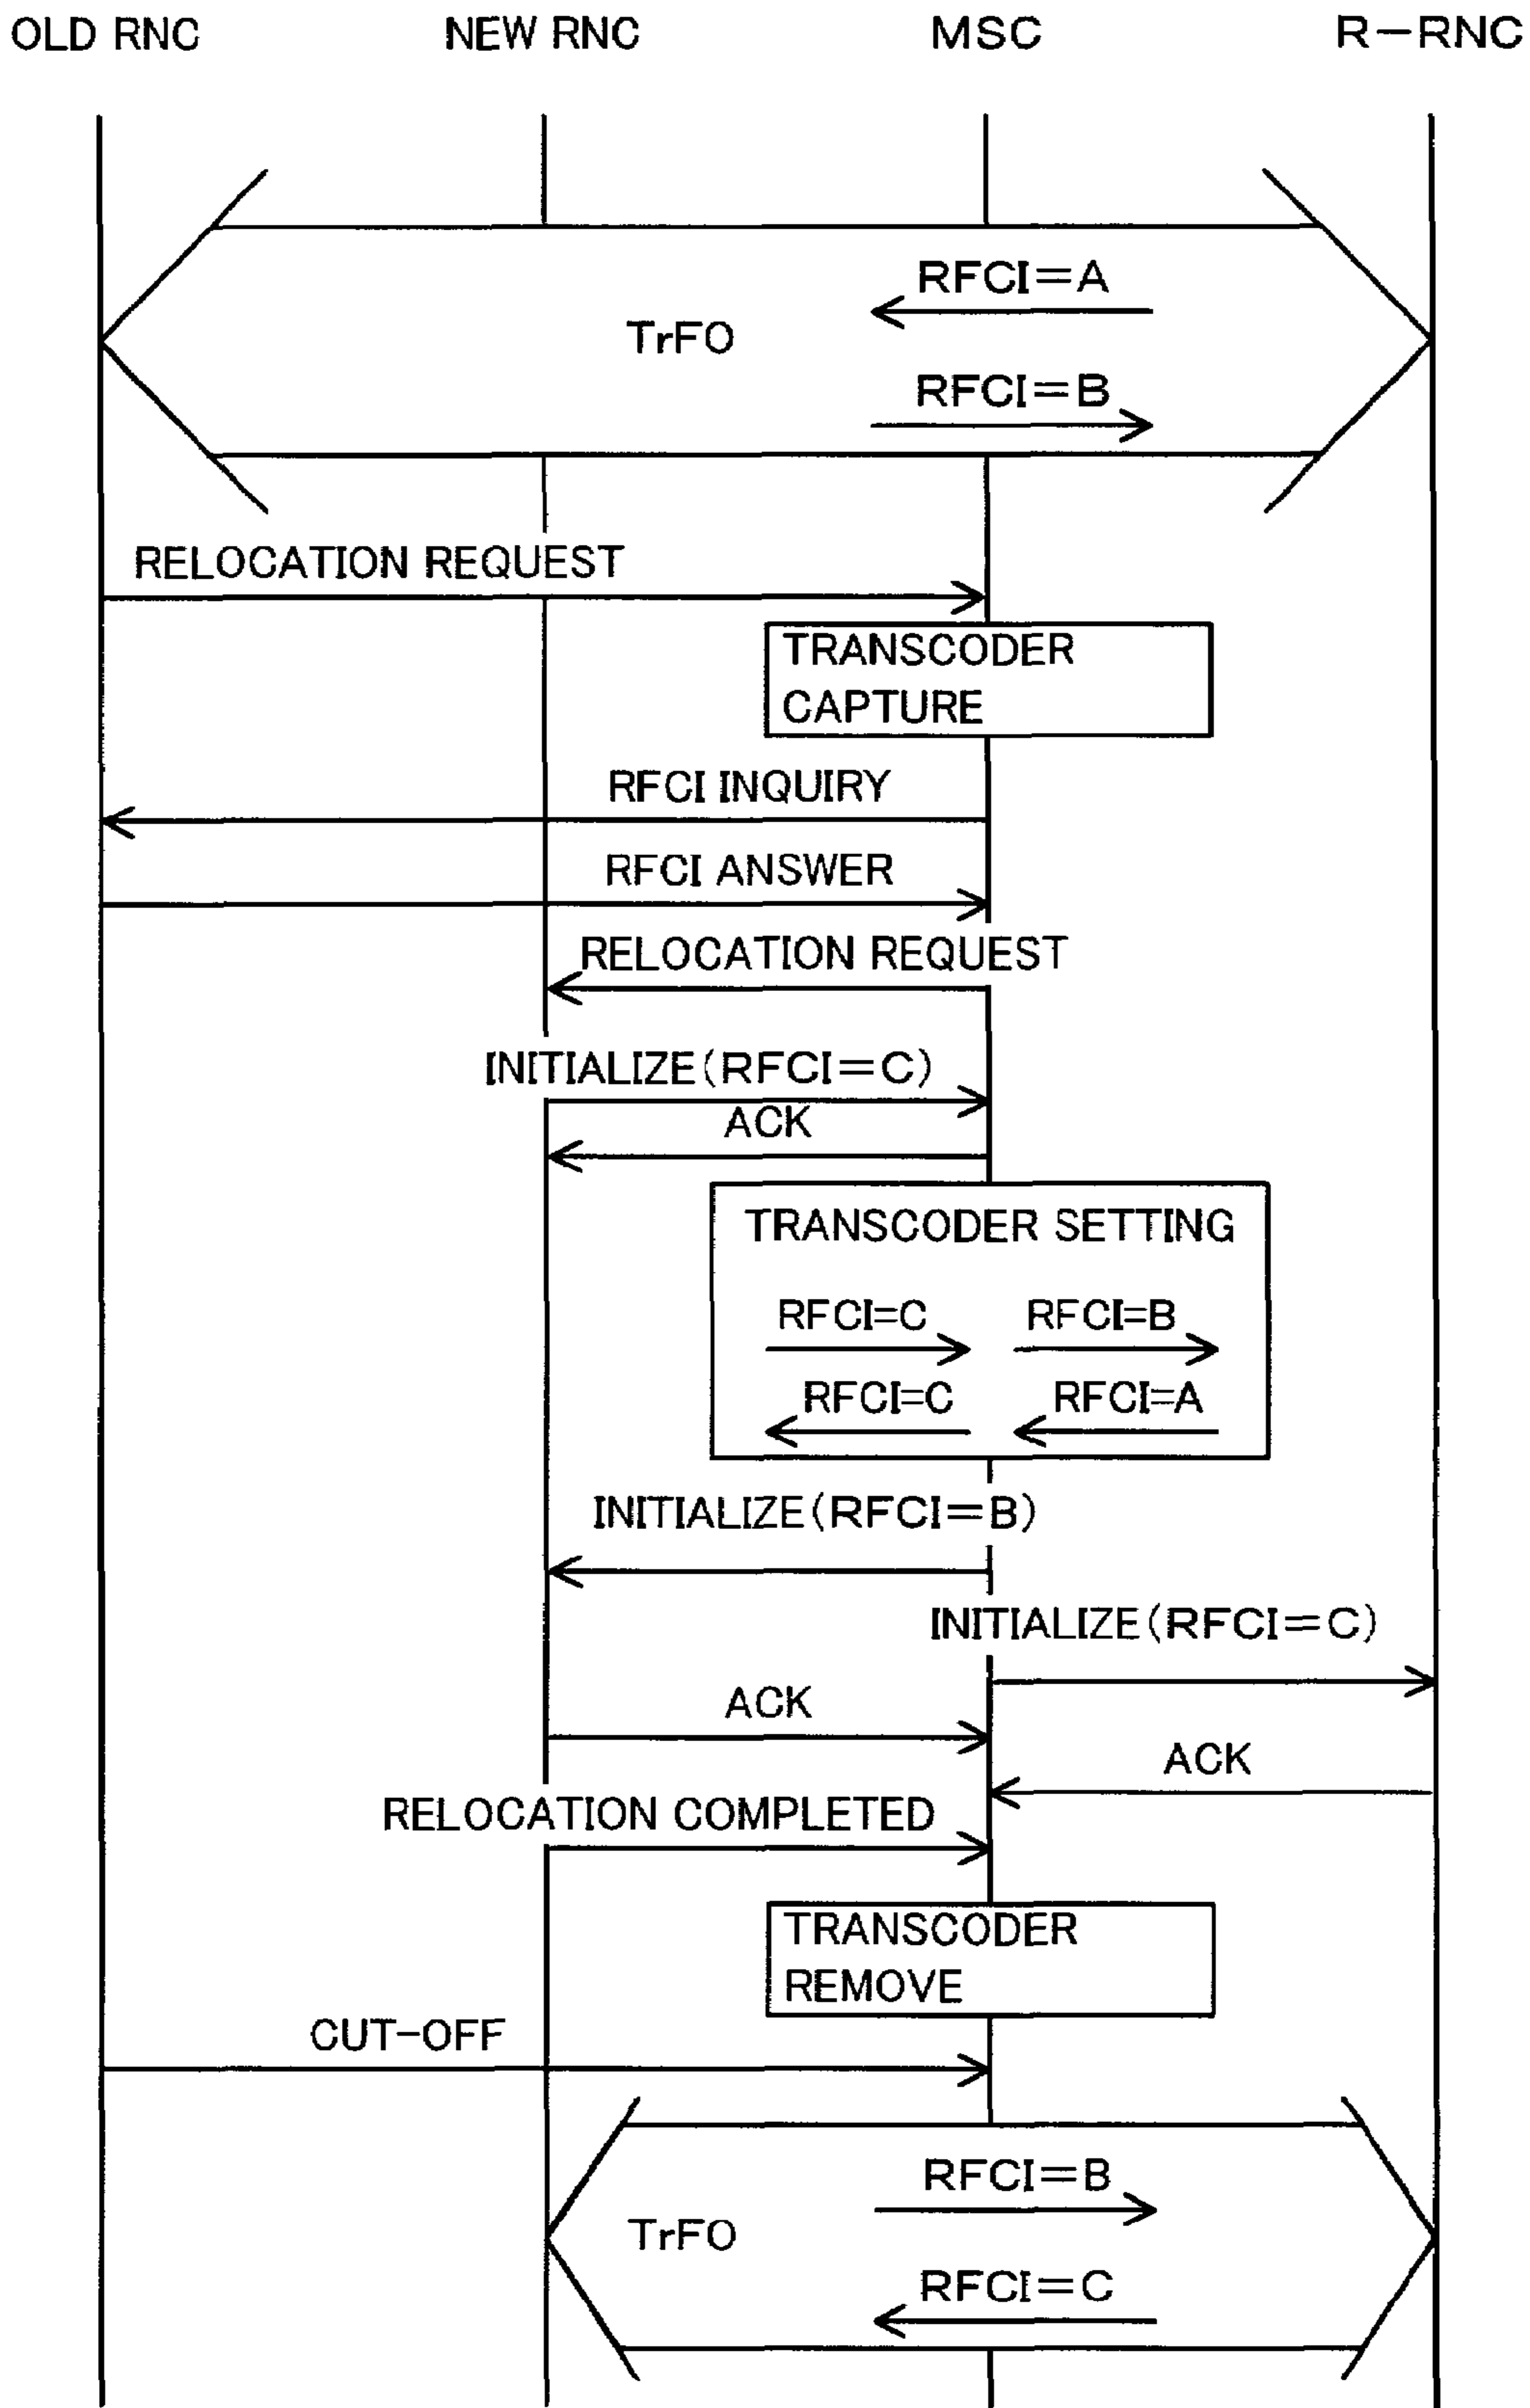 OLD RNC NEW RNC MSC R-RNC
RFCI=A
TrFO
RFCI=B
RELOCATION REQUEST
TRANSCODER
CAPTURE
RFCI INQUIRY
RFCI ANSWER
RELOCATION REQUEST
INITIALIZE(RFCI=C)
ACK
TRANSCODER SETTING
RFCI=C RFCI=B
RFCI=C RFCI=A
INITIALIZE(RFCI=B)
INITIALIZE(RFCI=C)
ACK
ACK
RELOCATION COMPLETED
TRANSCODER
REMOVE
CUT-OFF
RFCI=B
TrFO
RFCI=C